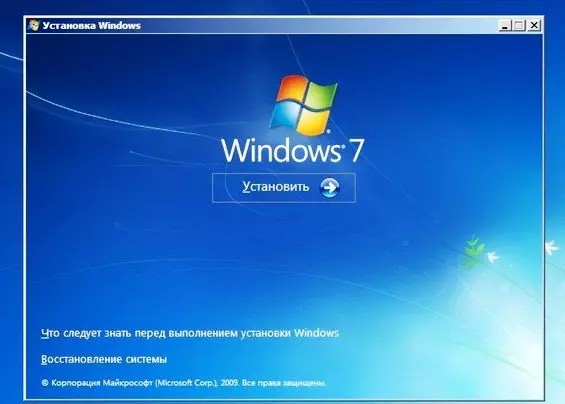 Установка Windows
Windows® 7
Установить
Что следует знать перед выполнением установки Windows
Восстановление системы
© Корпорация Майкрософт (Microsoft Corp.), 2009. Все права защищены.